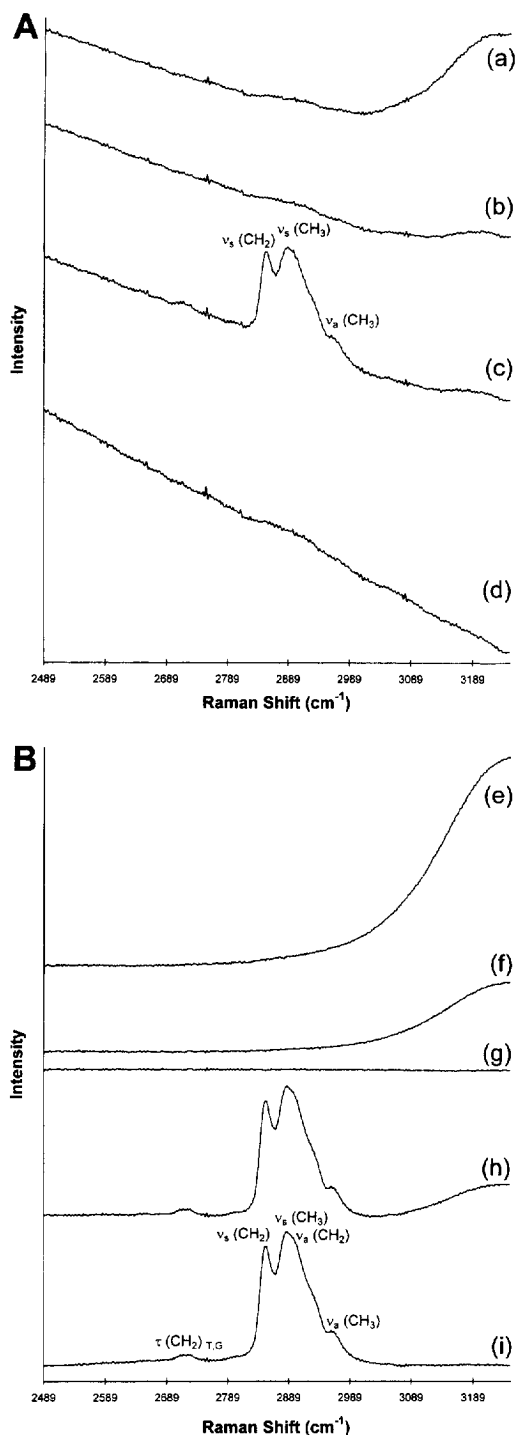 A
(a)
(b)
νs (CH2) νs (CH3)
νa (CH3)
(c)
(d)
Intensity
2489 2589 2689 2789 2889 2989 3089 3189
Raman Shift (cm-1)
B
(e)
(f)
(g)
(h)
νs (CH3)
νs (CH2) νa (CH2)
τ (CH2) T,G νa (CH3)
(i)
Intensity
2489 2589 2689 2789 2889 2989 3089 3189
Raman Shift (cm-1)